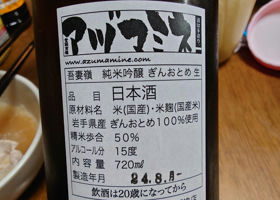 アヅマミネ
www.azumamine.com
吾妻嶺 純米吟醸 ぎんおとめ 生
品目 日本酒
原材料名 米(国産)・米麹(国産米)
岩手県産ぎんおとめ100%使用
精米歩合 50%
アルコール分 15度
内容量 720ml
製造年月 24.8.
飲酒は20歳になってから